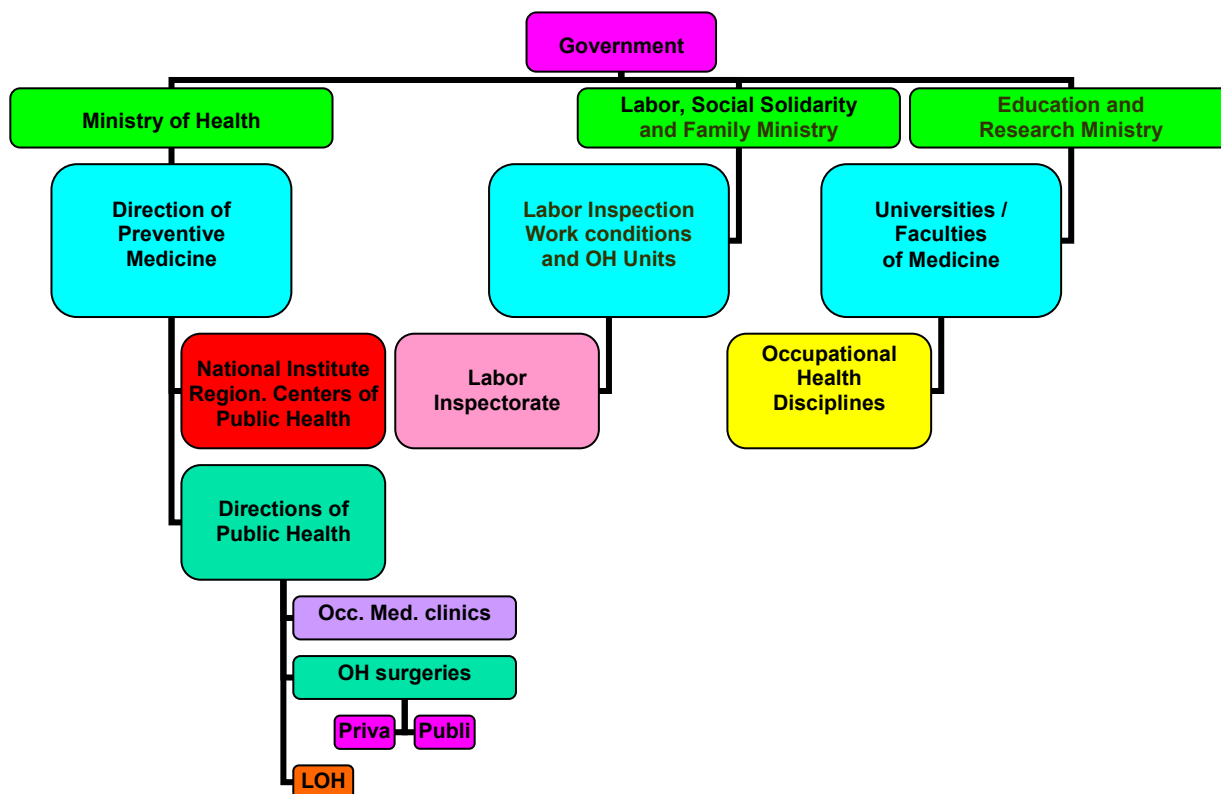 Government
Ministry of Health
Labor, Social Solidarity
and Family Ministry
Education and
Research Ministry
Direction of
Preventive
Medicine
Labor Inspection
Work conditions
and OH Units
Universities /
Faculties
of Medicine
National Institute
Region. Centers of
Public Health
Labor
Inspectorate
Occupational
Health
Disciplines
Directions of
Public Health
Occ. Med. clinics
OH surgeries
Priva
Publi
LOH